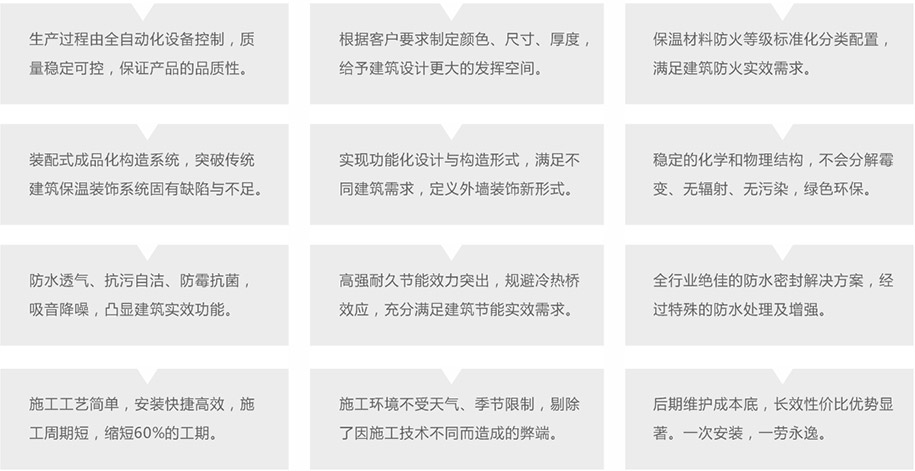 生产过程由全自动化设备控制，质
量稳定可控，保证产品的品质性。
根据客户要求制定颜色、尺寸、厚度，
给予建筑设计更大的发挥空间。
保温材料防火等级标准化分类配置，
满足建筑防火实效需求。
装配式成品化构造系统，突破传统
建筑保温装饰系统固有缺陷与不足。
实现功能化设计与构造形式，满足不
同建筑需求，定义外墙装饰新形式。
稳定的化学和物理结构，不会分解霉
变、无辐射、无污染，绿色环保。
防水透气、抗污自洁、防霉抗菌，
吸音降噪，凸显建筑实效功能。
高强耐久节能效力突出，规避冷热桥
效应，充分满足建筑节能实效需求。
全行业绝佳的防水密封解决方案，经
过特殊的防水处理及增强。
施工工艺简单，安装快捷高效，施
工周期短，缩短60%的工期。
施工环境不受天气、季节限制，剔除
了因施工技术不同而造成的弊端。
后期维护成本底，长效性价比优势显
著。一次安装，一劳永逸。